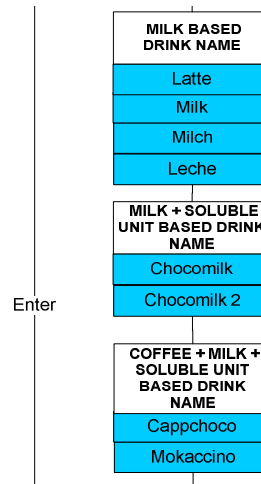 MILK BASED
DRINK NAME
Latte
Milk
Milch
Leche
MILK + SOLUBLE
UNIT BASED DRINK
NAME
Chocomilk
Enter
Chocomilk 2
COFFEE + MILK +
SOLUBLE UNIT
BASED DRINK
NAME
Cappchoco
Mokaccino